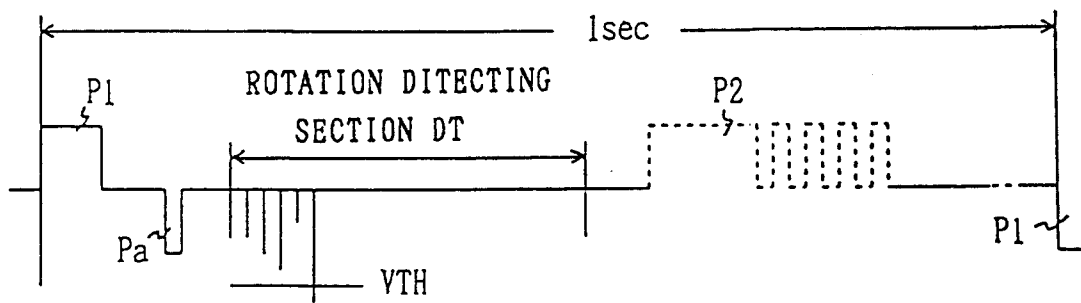 1sec
P1
ROTATION DITECTING
SECTION DT
P2
Pa
VTH
P1